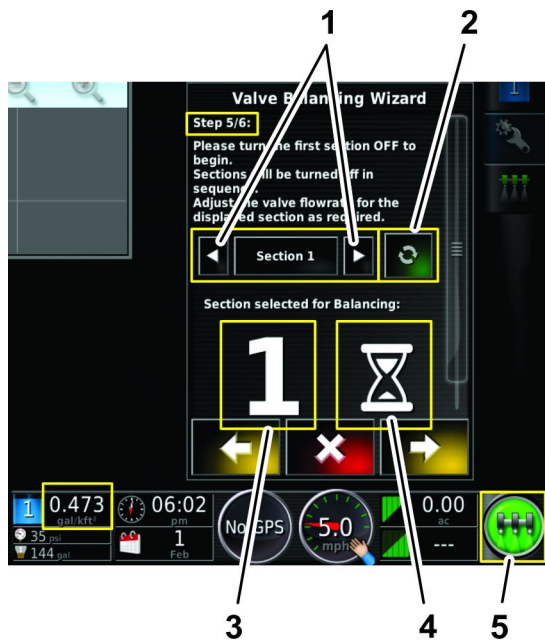 1
2
1
Valve Balancing Wizard
Step 5/6:
Please turn the first section OFF to
begin.
Sections will be turned off in
sequence.
Adjust the valve flowrate for the
displayed section as required.
Section 1
Section selected for Balancing:
1
1
0.473
gal/kft²
35 psi
144 gal
06:02
pm
1
Feb
No GPS
5.0
mph
0.00
ac
---
3
4
5